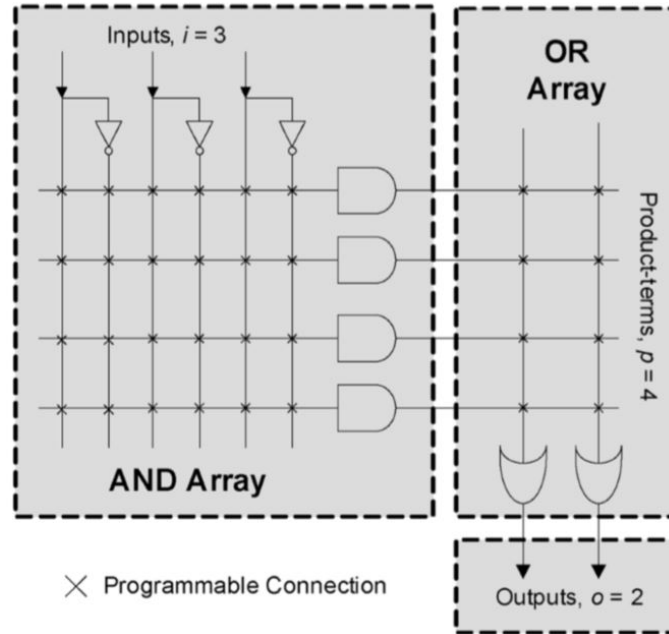 Inputs, i = 3
OR
Array
Product-terms, p = 4
AND Array
Programmable Connection
Outputs, o = 2